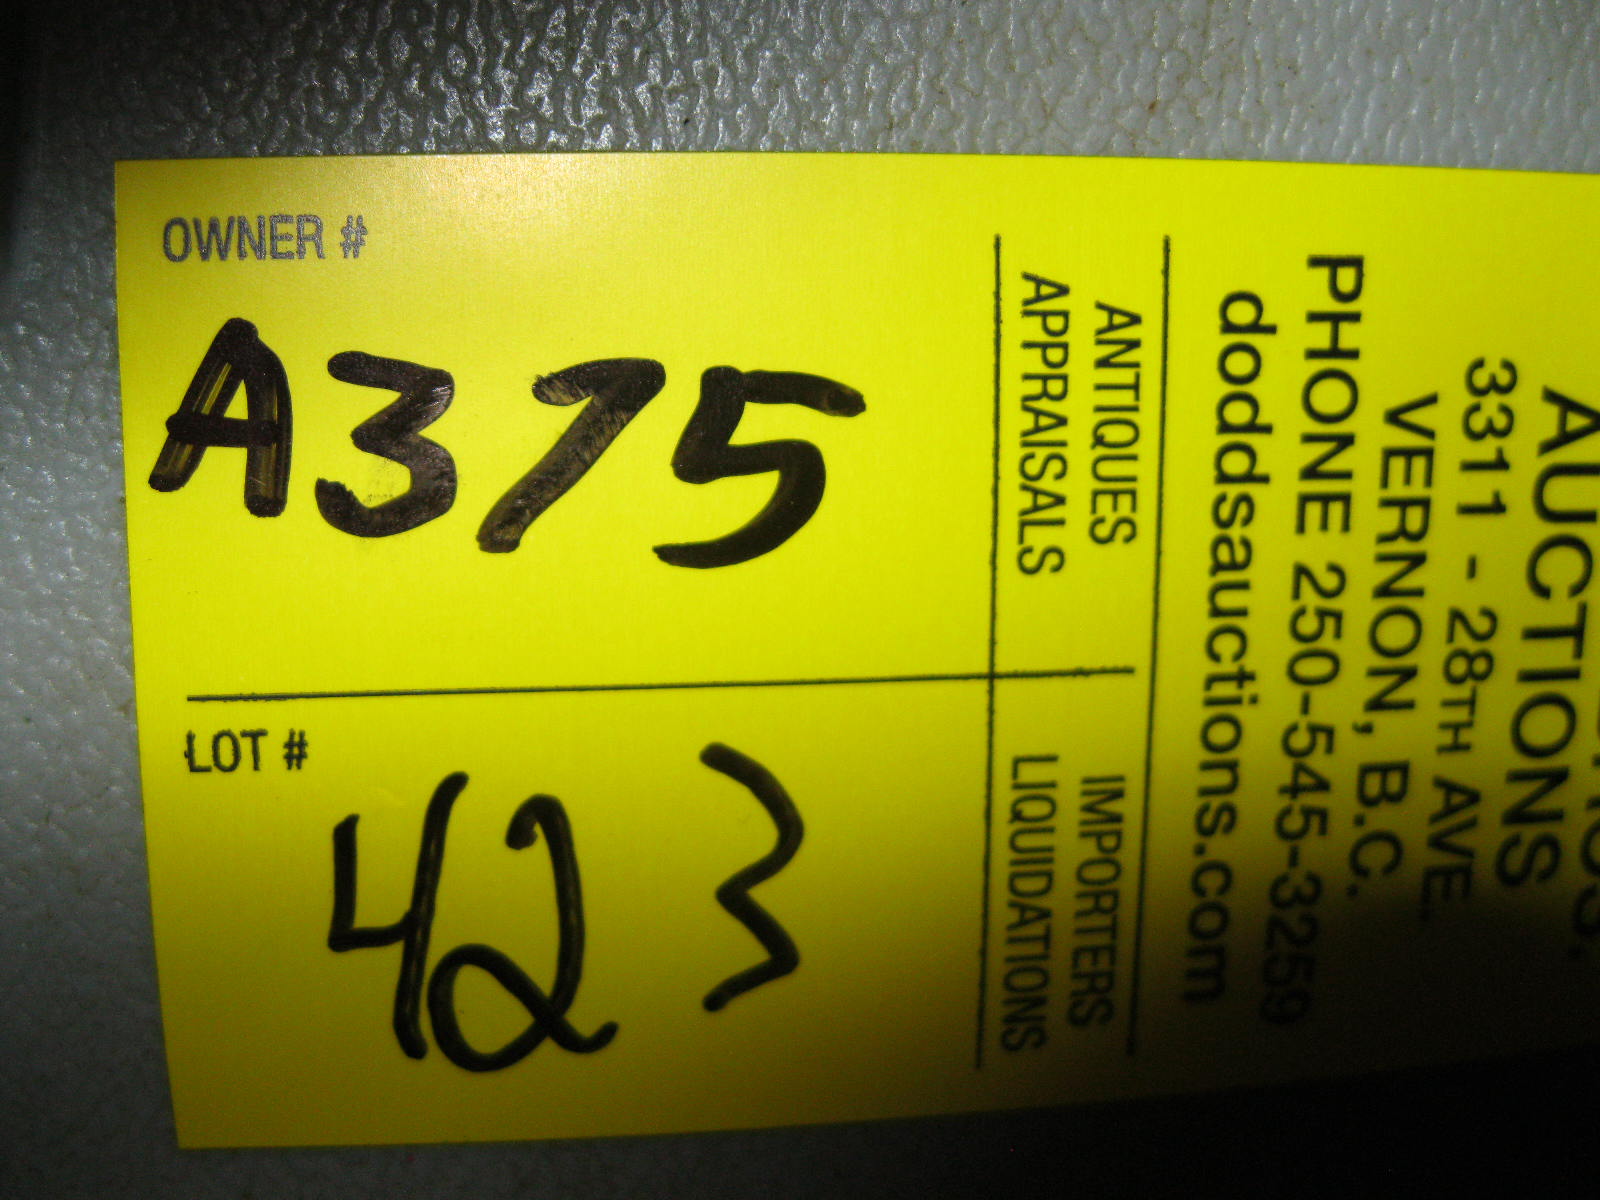 OWNER #
A375
LOT #
423
AUCTIONS
3311 - 28TH AVE.
VERNON, B.C.
PHONE 250-545-3259
doddsauctions.com
ANTIQUES
APPRAISALS
IMPORTERS
LIQUIDATIONS